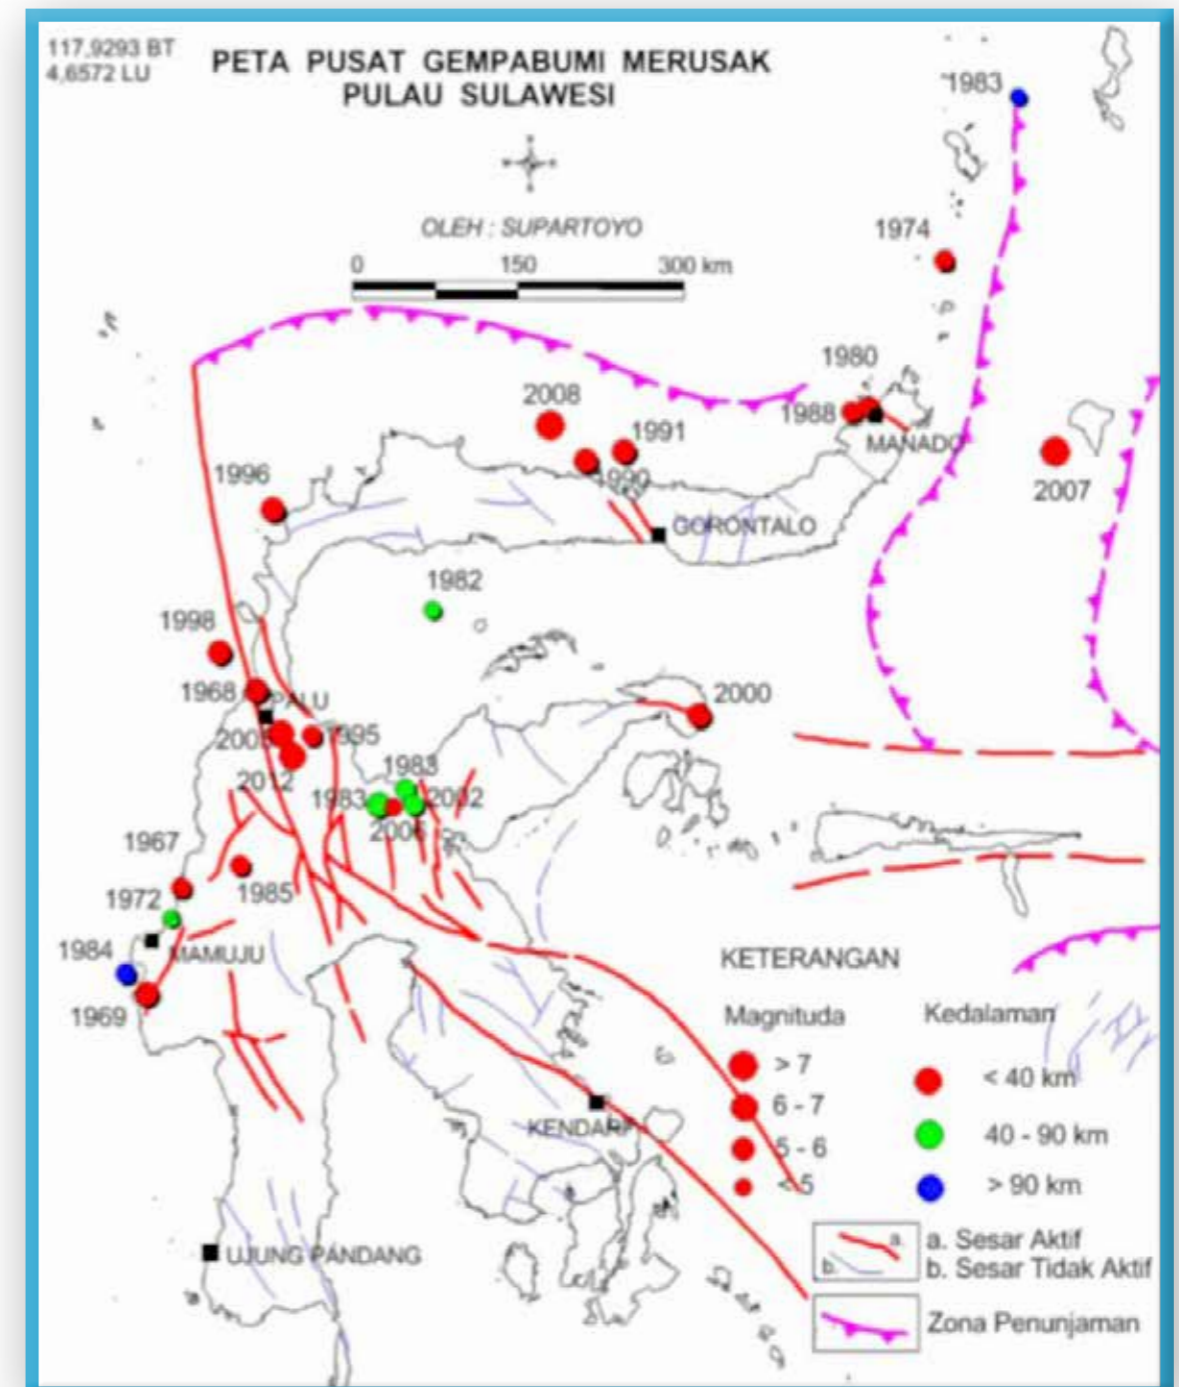 117,9293 BT
4,6572 LU
PETA PUSAT GEMPABUMI MERUSAK
PULAU SULAWESI
OLEH : SUPARTOYO
0 150 300 km
1983
1974
1980
2008
1988
1991
MANADO
1990
1996
2007
GORONTALO
1982
1998
1968
PALU
2000
1995
1983
2012
1983
2002
1967
1985
1972
1984
MAMUJU
1969
KETERANGAN
Magnituda
Kedalaman
> 7
< 40 km
6 - 7
40 - 90 km
KENDARI
5 - 6
> 90 km
< 5
a.
a. Sesar Aktif
b.
b. Sesar Tidak Aktif
UJUNG PANDANG
Zona Penunjaman